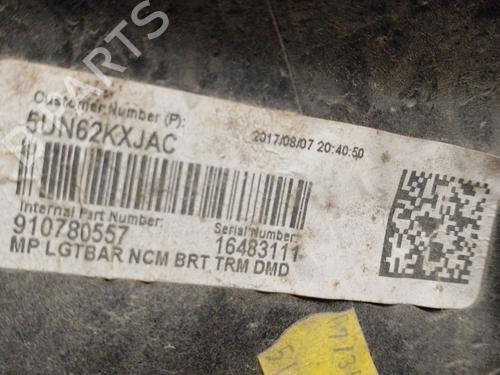 PARTS
Customer Number (P):
5UN62KXJAC
2017/08/07 20:40:50
Internal Part Number:
Serial Number:
910780557
16483111
MP LGTBAR NCM BRT TRM DMD